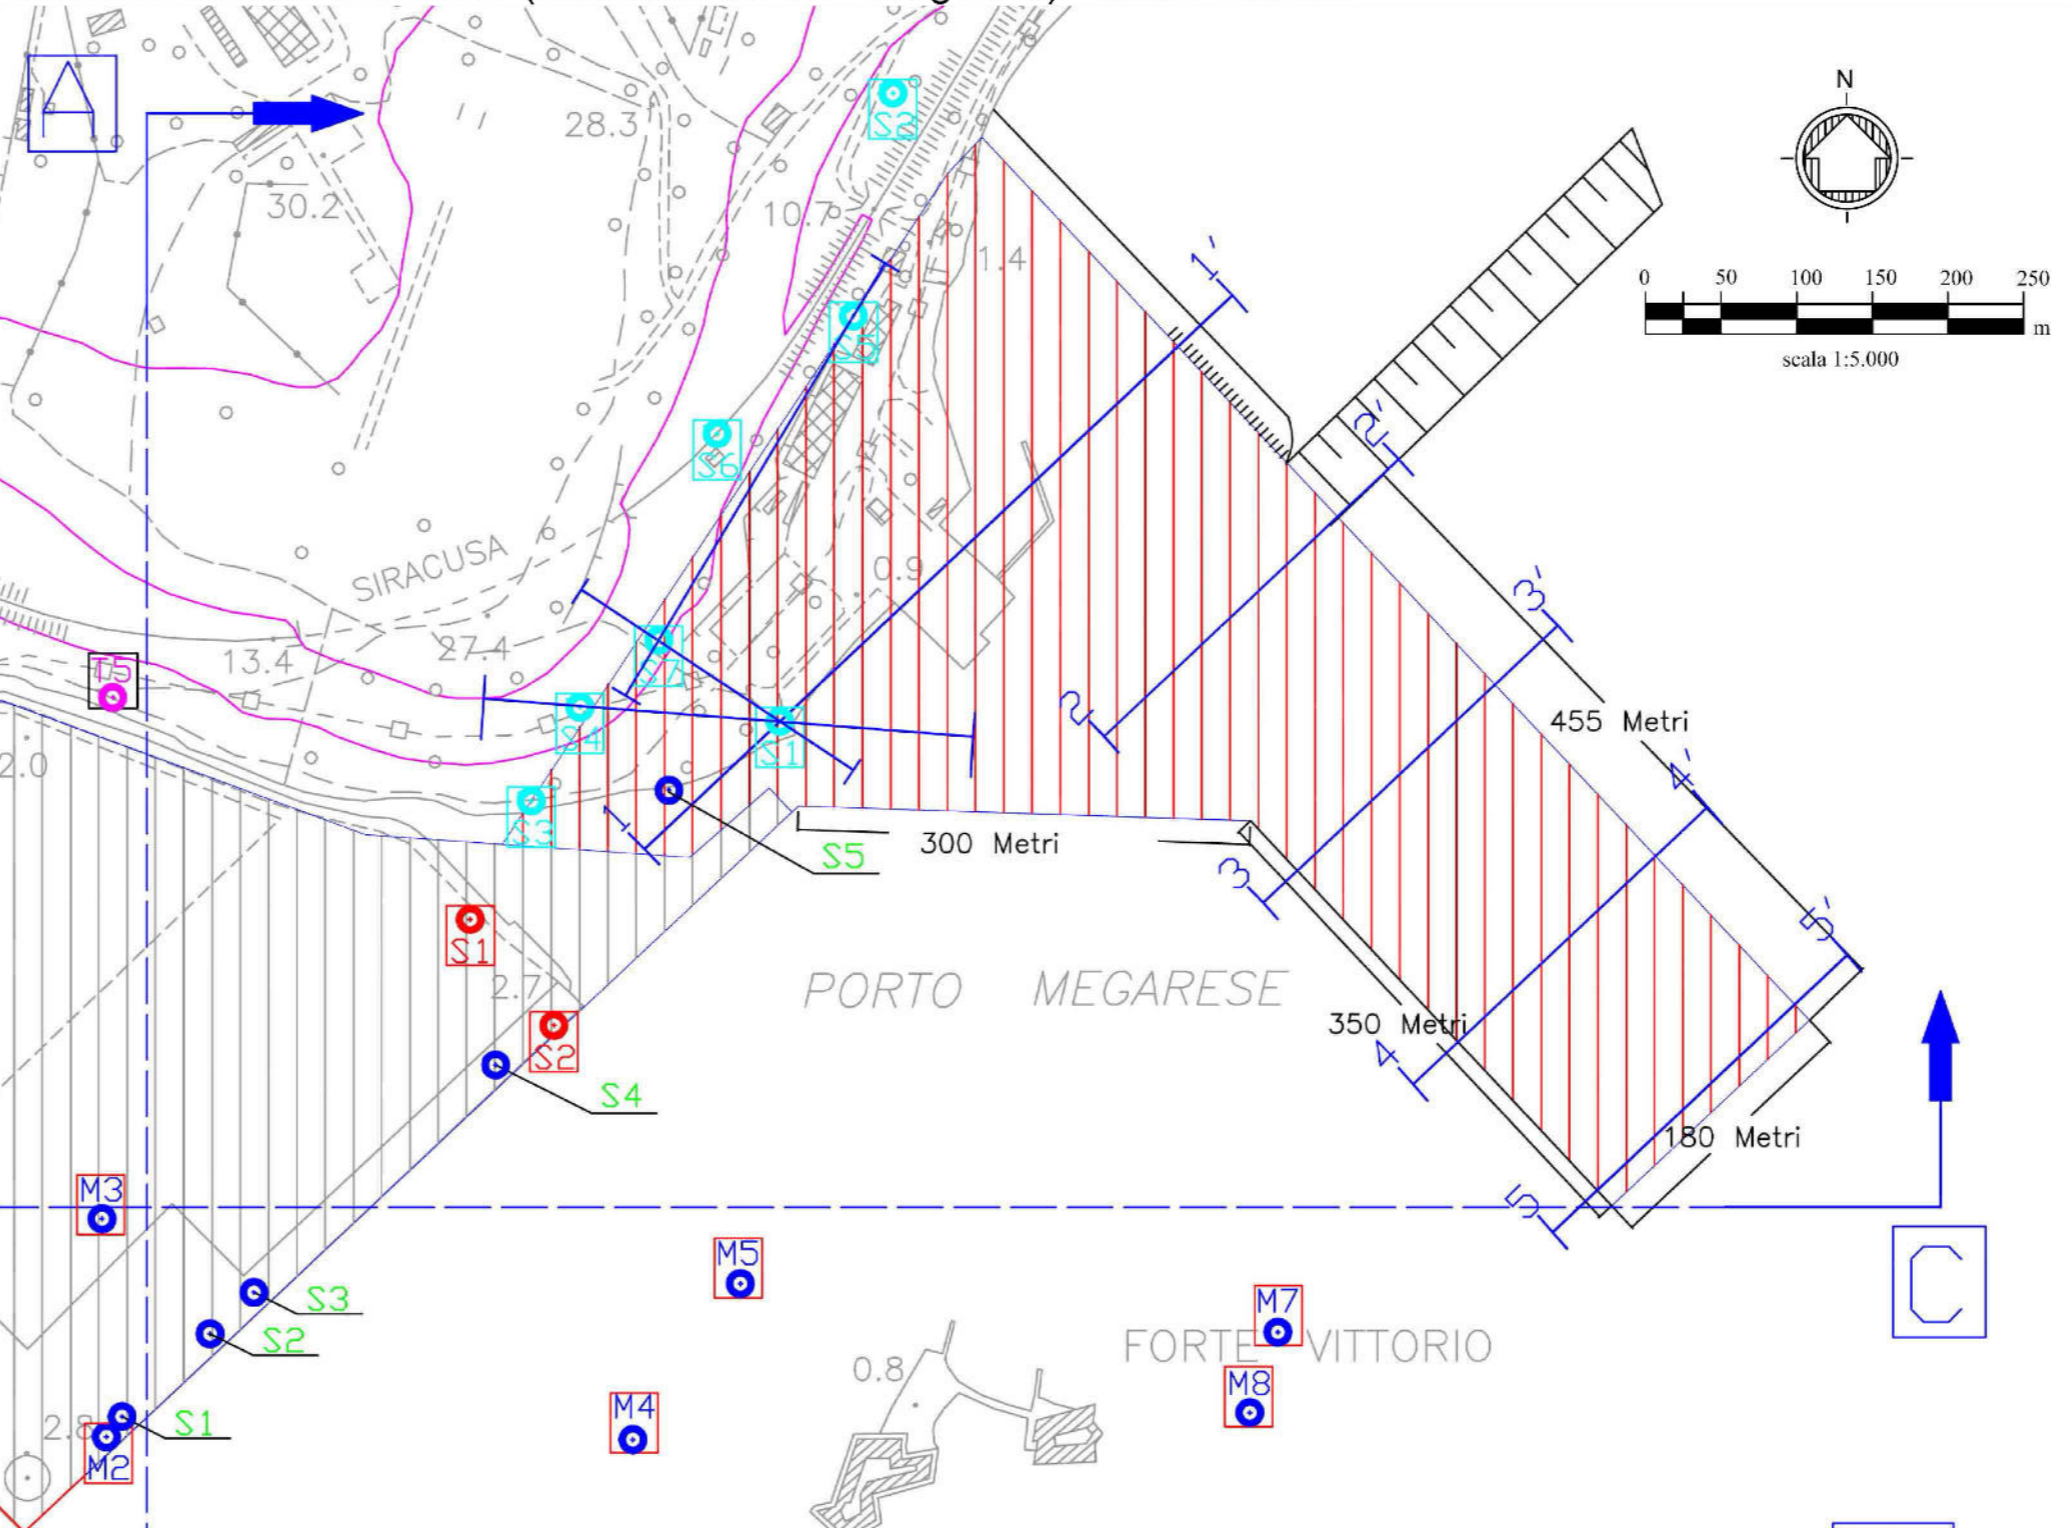 A
N
0 50 100 150 200 250
m
scala 1:5.000
28.3
S2
30.2
10.7
1.4
1'
S5
2'
S6
SIRACUSA
0.9
3'
T5
13.4
27.4
S7
2
455 Metri
S4
S1
2.0
4'
S3
1
300 Metri
S5
3
5'
S1
2.7
PORTO MEGARESE
350 Metri
S2
4
S4
180 Metri
M3
5
M5
C
S3
M7
S2
FORTE VITTORIO
0.8
M8
M4
2.8
S1
M2